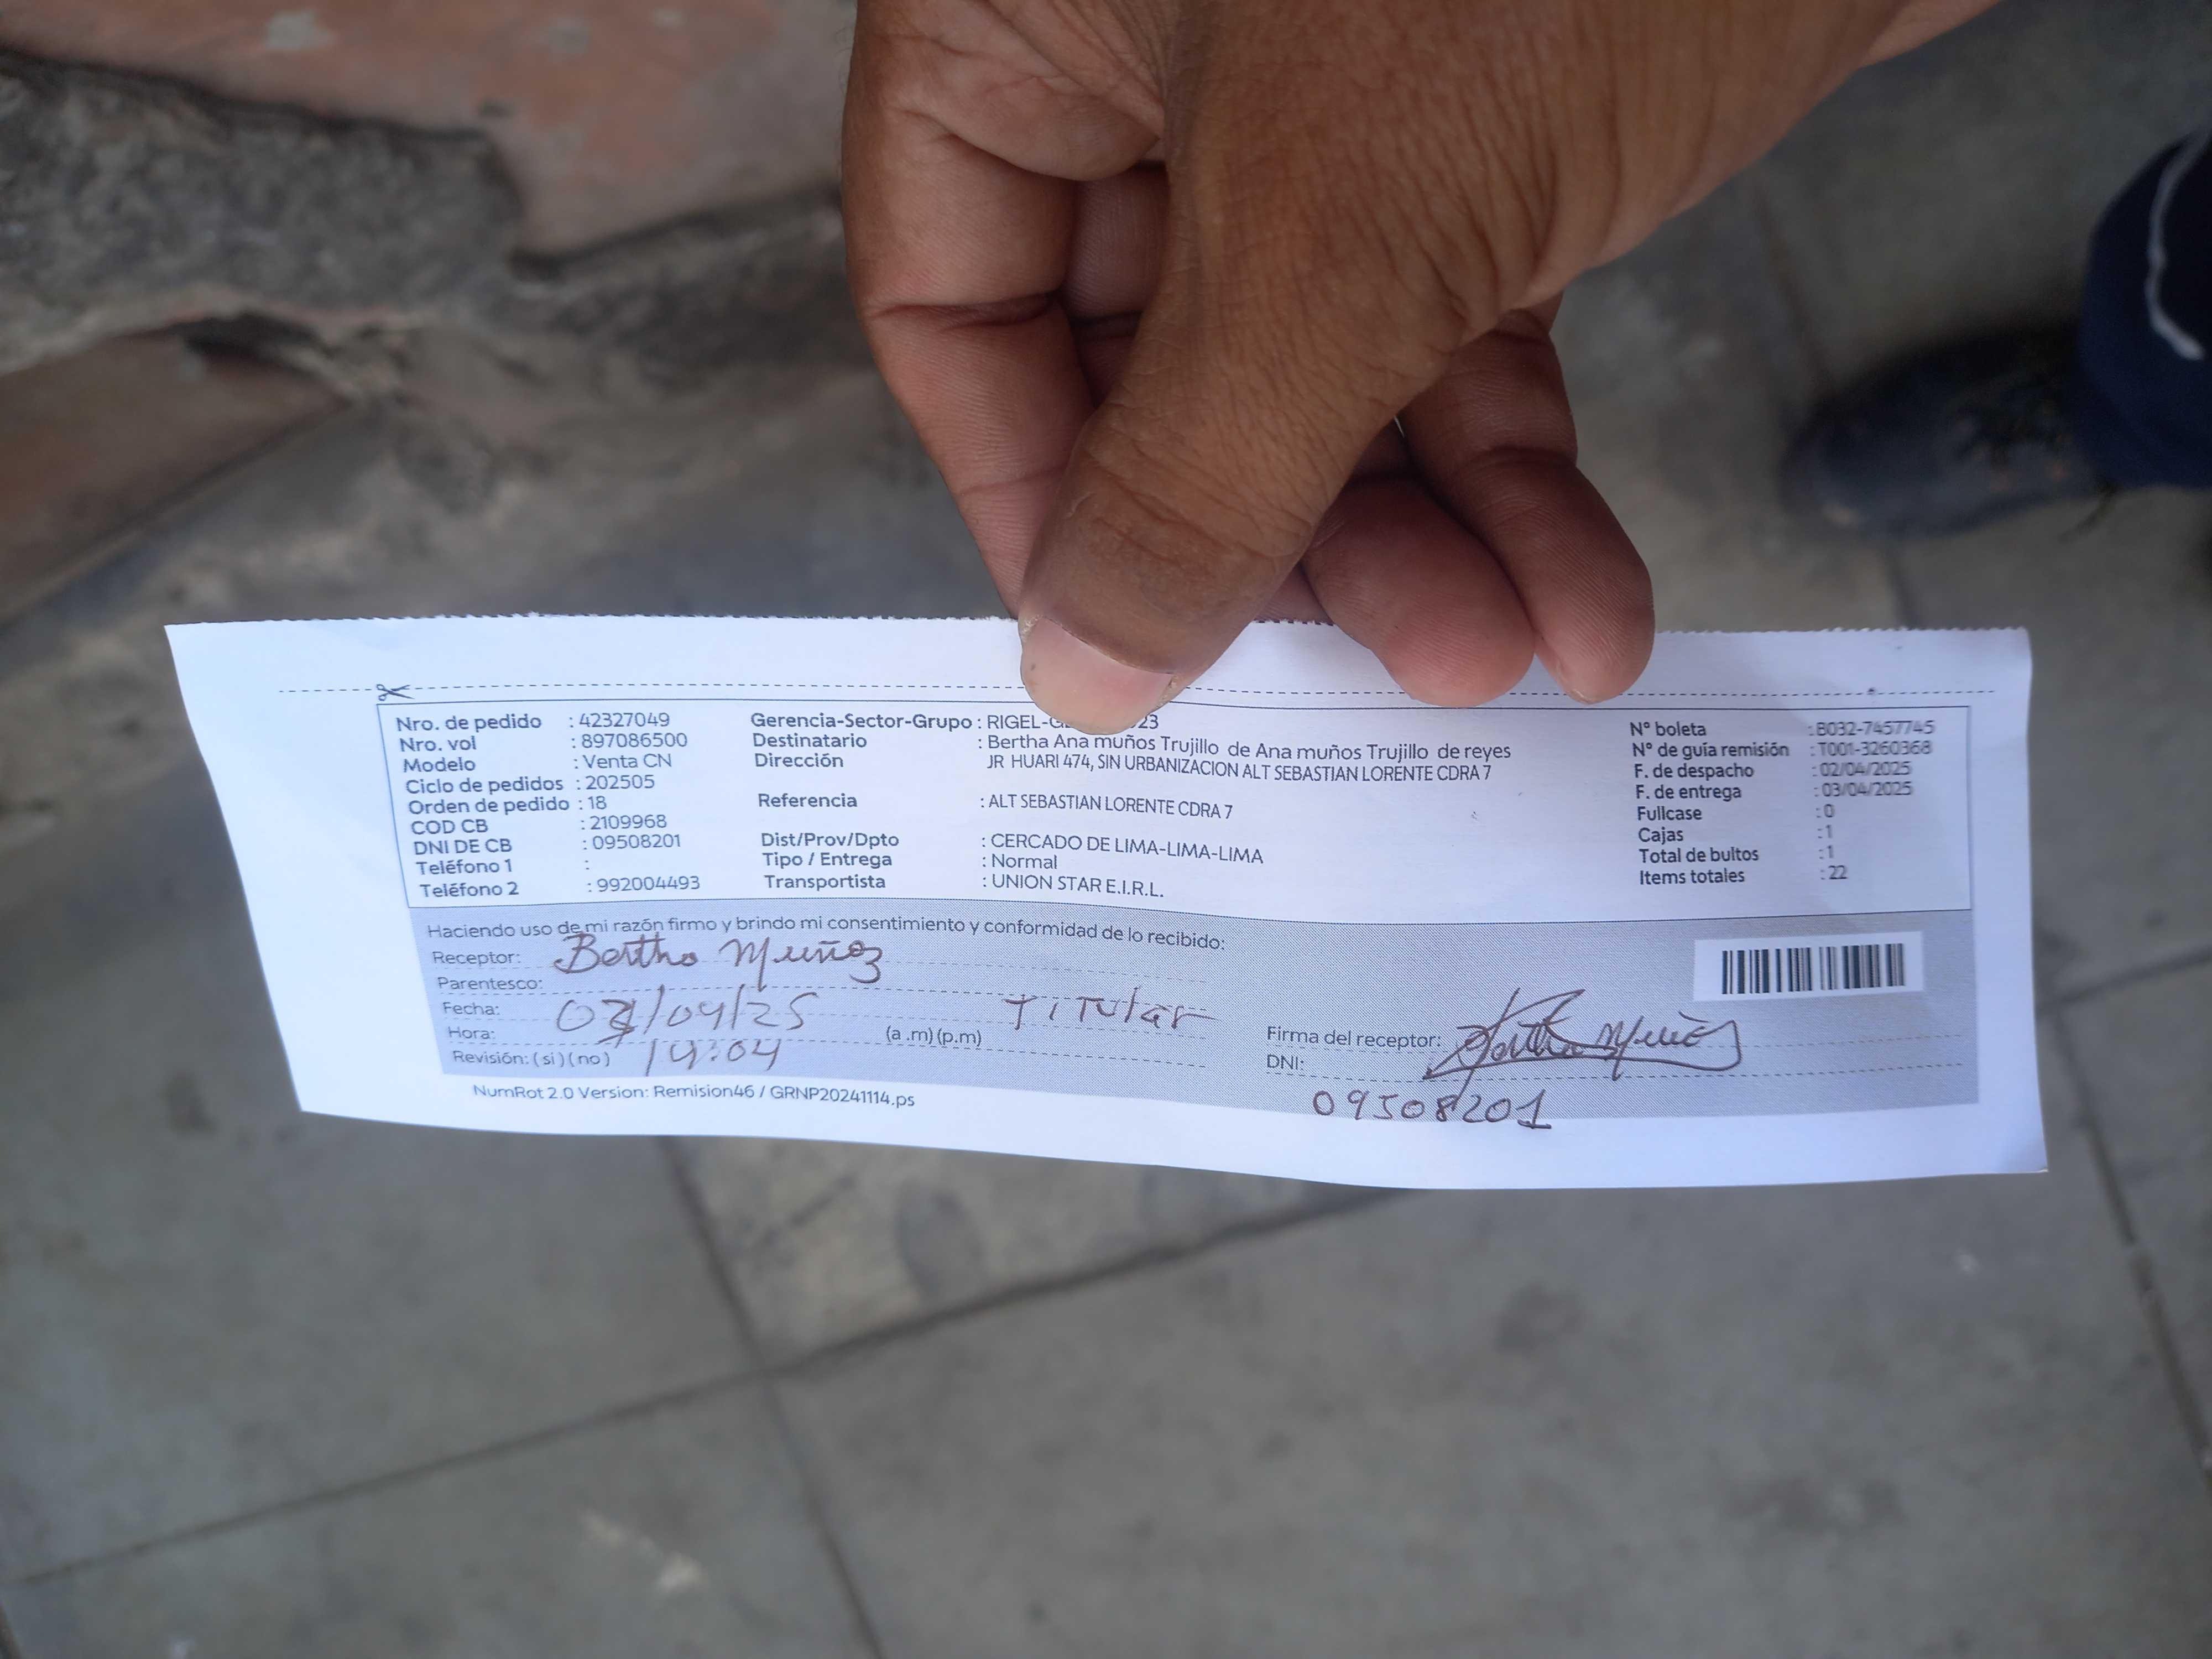 Nro. de pedido : 42327049
Nro. vol : 897086500
Modelo : Venta CN
Ciclo de pedidos : 202505
Orden de pedido : 18
COD CB : 2109968
DNI DE CB : 09508201
Teléfono 1 :
Teléfono 2 : 992004493
Gerencia-Sector-Grupo : RIGEL-
Destinatario : Bertha Ana muños Trujillo de Ana muños Trujillo de reyes
Dirección JR HUARI 474, SIN URBANIZACION ALT SEBASTIAN LORENTE CDRA 7
Referencia : ALT SEBASTIAN LORENTE CDRA 7
Dist/Prov/Dpto : CERCADO DE LIMA-LIMA-LIMA
Tipo / Entrega : Normal
Transportista : UNION STAR E.I.R.L.
N° boleta : B032-7457745
N° de guía remisión : T001-3260368
F. de despacho : 02/04/2025
F. de entrega : 03/04/2025
Fullcase : 0
Cajas : 1
Total de bultos : 1
Items totales : 22
Haciendo uso de mi razón firmo y brindo mi consentimiento y conformidad de lo recibido:
Receptor: Bertha Muñoz
Parentesco: Titular
Fecha: /04/25
Hora: 14:04 (a .m) (p.m)
Revisión: ( si ) ( no )
Firma del receptor: Bertha Muñoz
DNI: 09508201
NumRot 2.0 Version: Remision46 / GRNP20241114.ps